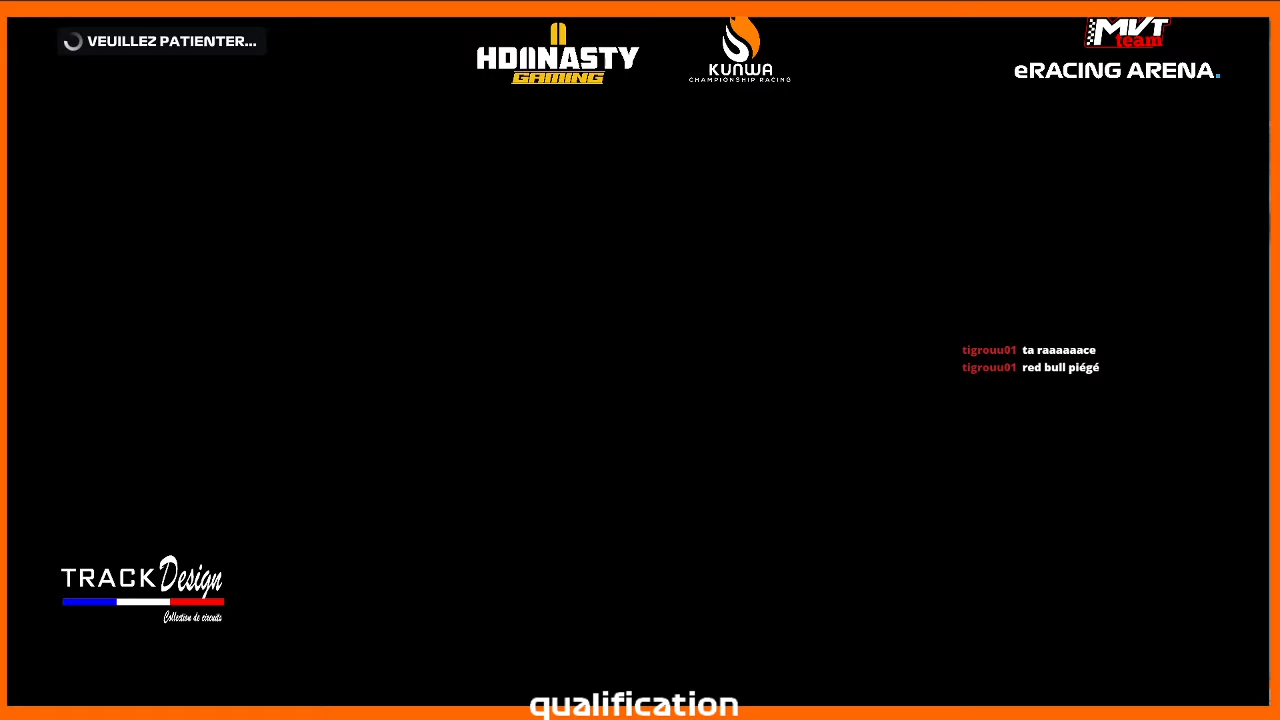 VEUILLEZ PATIENTER...
HDIINASTY
GAMING
KUNWA
CHAMPIONSHIP RACING
MVT
team
eRACING ARENA.
tigrouu01 ta raaaaaace
tigrouu01 red bull piégé
TRACK Design
Collection de circuits
qualification